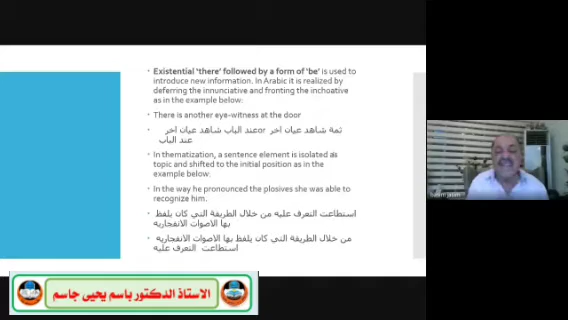 Existential 'there' followed by a form of 'be' is used to
introduce new information. In Arabic it is realized by
deferring the innunciative and fronting the inchoative
as in the example below:
There is another eye-witness at the door
ثمة شاهد عيان اخر or عند الباب شاهد عيان اخر
عند الباب
In thematization, a sentence element is isolated as
topic and shifted to the initial position as in the
example below:
In the way he pronounced the plosives she was able to
recognize him.
استطاعت التعرف عليه من خلال الطريقة التي كان يلفظ
بها الاصوات الانفجاريه
من خلال الطريقة التي كان يلفظ بها الاصوات الانفجاريه
استطاعت التعرف عليه
الاستاذ الدكتور باسم يحيى جاسم